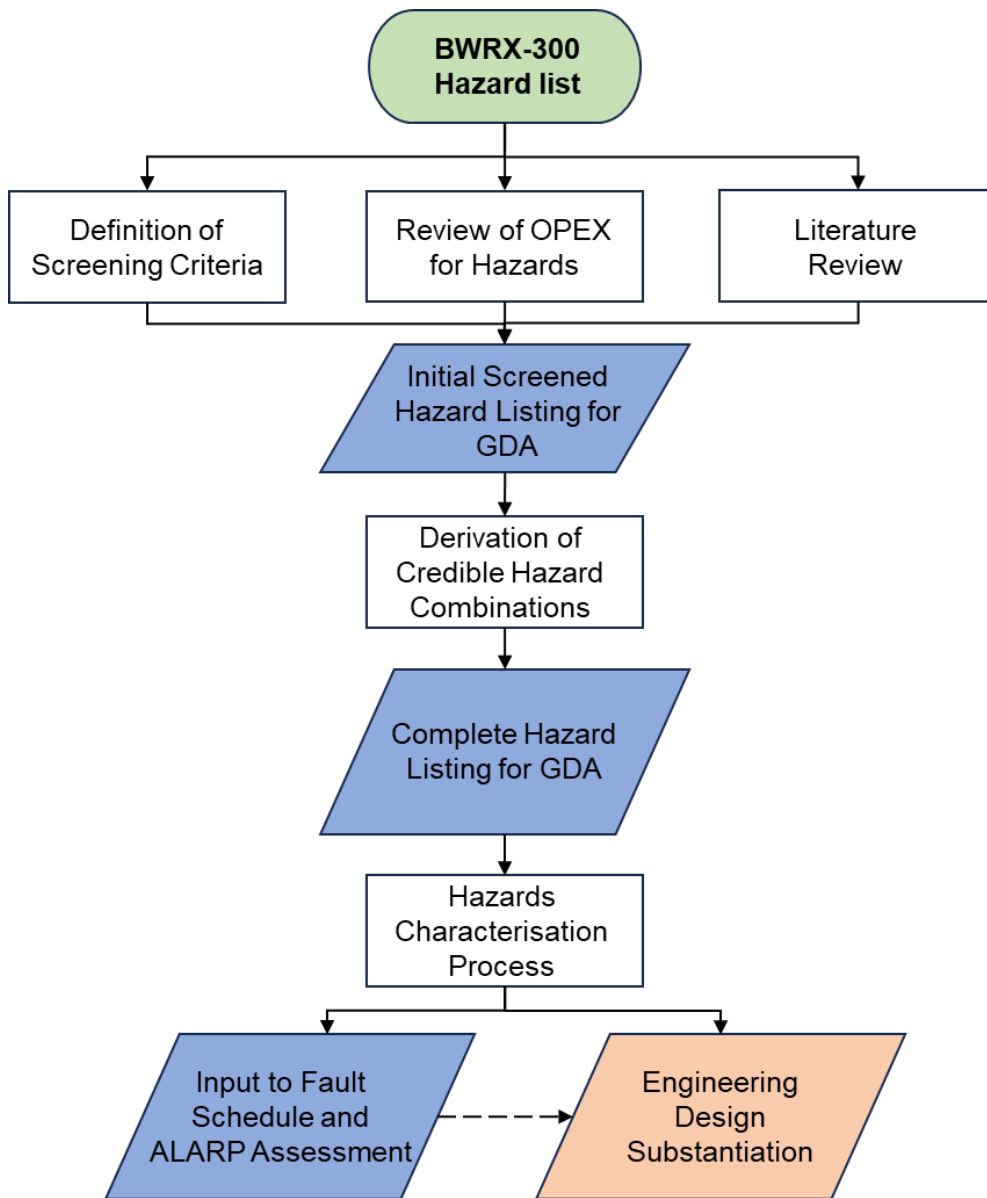 BWRX-300
Hazard list
Definition of
Screening Criteria
Review of OPEX
for Hazards
Literature
Review
Initial Screened
Hazard Listing for
GDA
Derivation of
Credible Hazard
Combinations
Complete Hazard
Listing for GDA
Hazards
Characterisation
Process
Input to Fault
Schedule and
ALARP Assessment
Engineering
Design
Substantiation